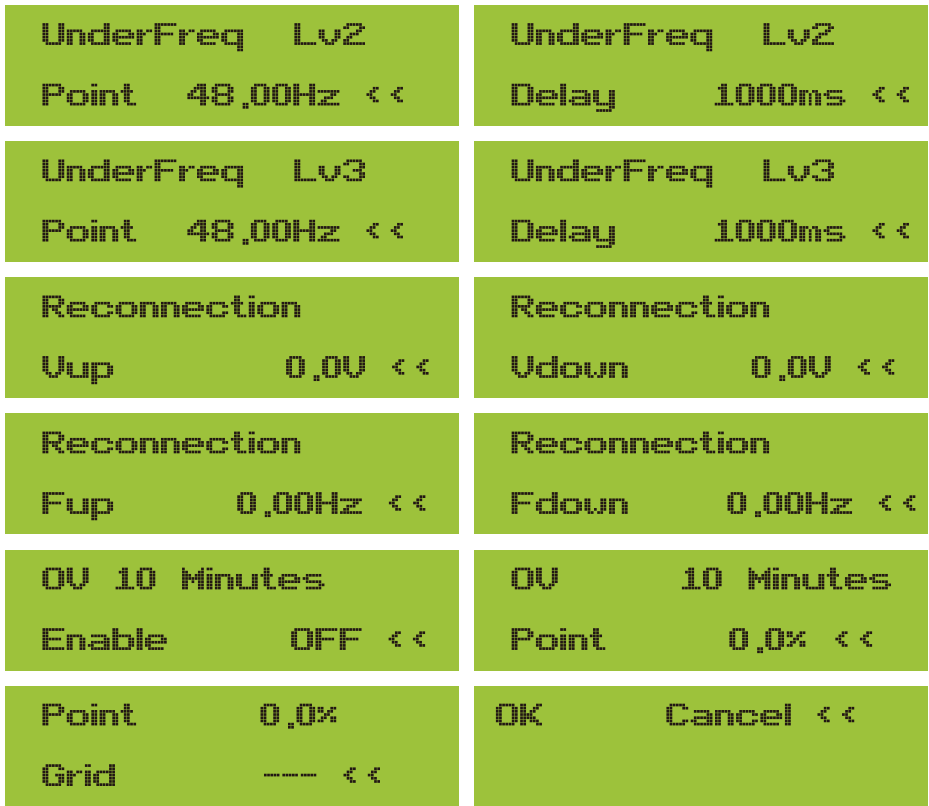 UnderFreq Lv2
Point 48.00Hz <<
UnderFreq Lv2
Delay 1000ms <<
UnderFreq Lv3
Point 48.00Hz <<
UnderFreq Lv3
Delay 1000ms <<
Reconnection
Vup 0.0V <<
Reconnection
Vdown 0.0V <<
Reconnection
Fup 0.00Hz <<
Reconnection
Fdown 0.00Hz <<
OV 10 Minutes
Enable OFF <<
OV 10 Minutes
Point 0.0% <<
Point 0.0%
Grid --- <<
OK Cancel <<